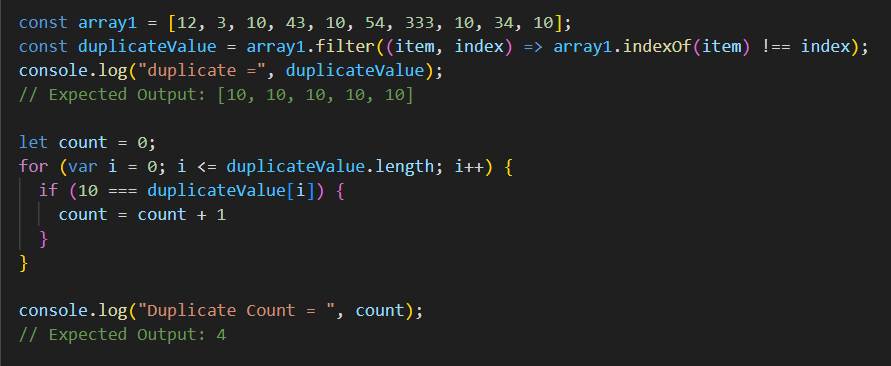 const array1 = [12, 3, 10, 43, 10, 54, 333, 10, 34, 10];
const duplicateValue = array1.filter((item, index) => array1.indexOf(item) !== index);
console.log("duplicate =", duplicateValue);
// Expected Output: [10, 10, 10, 10, 10]

let count = 0;
for (var i = 0; i <= duplicateValue.length; i++) {
  if (10 === duplicateValue[i]) {
    count = count + 1
  }
}

console.log("Duplicate Count = ", count);
// Expected Output: 4